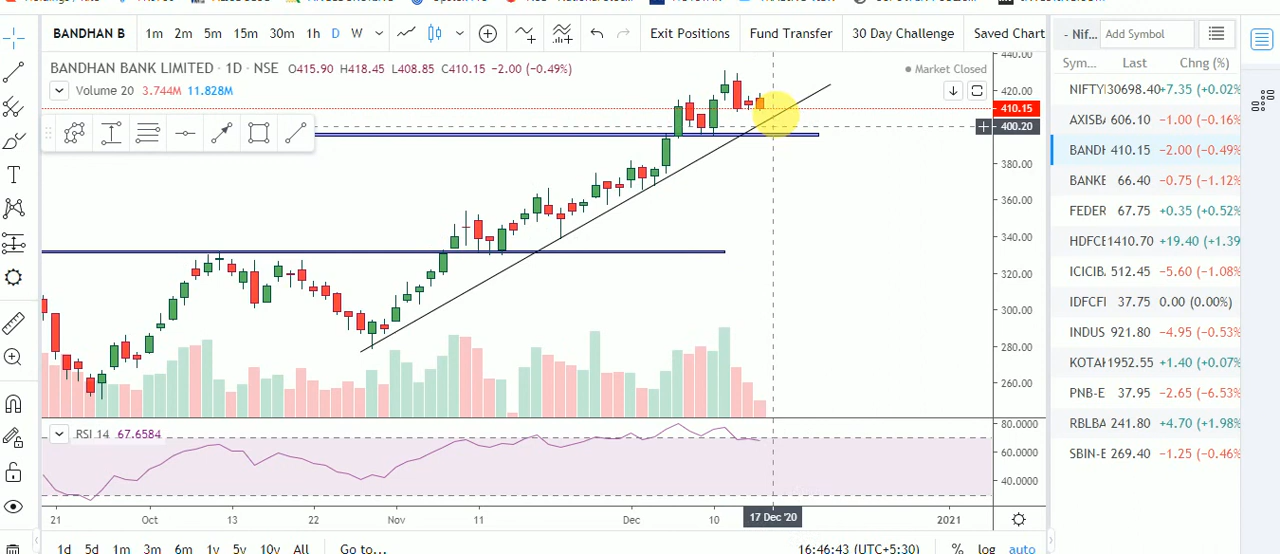 BANDHAN B 1m 2m 5m 15m 30m 1h D W Exit Positions Fund Transfer 30 Day Challenge Saved Chart
- Nif... Add Symbol
BANDHAN BANK LIMITED · 1D · NSE O415.90 H418.45 L408.85 C410.15 −2.00 (−0.49%)
Market Closed
Volume 20 3.744M 11.828M
440.00
420.00
410.15
400.20
380.00
360.00
340.00
320.00
300.00
280.00
260.00
RSI 14 67.6584
80.0000
60.0000
40.0000
21 Oct 13 22 Nov 11 Dec 10 17 Dec '20 2021
1d 5d 1m 3m 6m 1y 5y 10y All Go to... 16:46:43 (UTC+5:30) % log auto
Sym... Last Chng (%)
NIFTY 30698.40 +7.35 (+0.02%
AXISB 606.10 −1.00 (−0.16%
BANDH 410.15 −2.00 (−0.49%
BANKE 66.40 −0.75 (−1.12%
FEDER 67.75 +0.35 (+0.52%
HDFCE 1410.70 +19.40 (+1.39
ICICIB. 512.45 −5.60 (−1.08%
IDFCFI 37.75 0.00 (0.00%)
INDUS 921.80 −4.95 (−0.53%
KOTAK 1952.55 +1.40 (+0.07%
PNB-E 37.95 −2.65 (−6.53%
RBLBA 241.80 +4.70 (+1.98%
SBIN-E 269.40 −1.25 (−0.46%